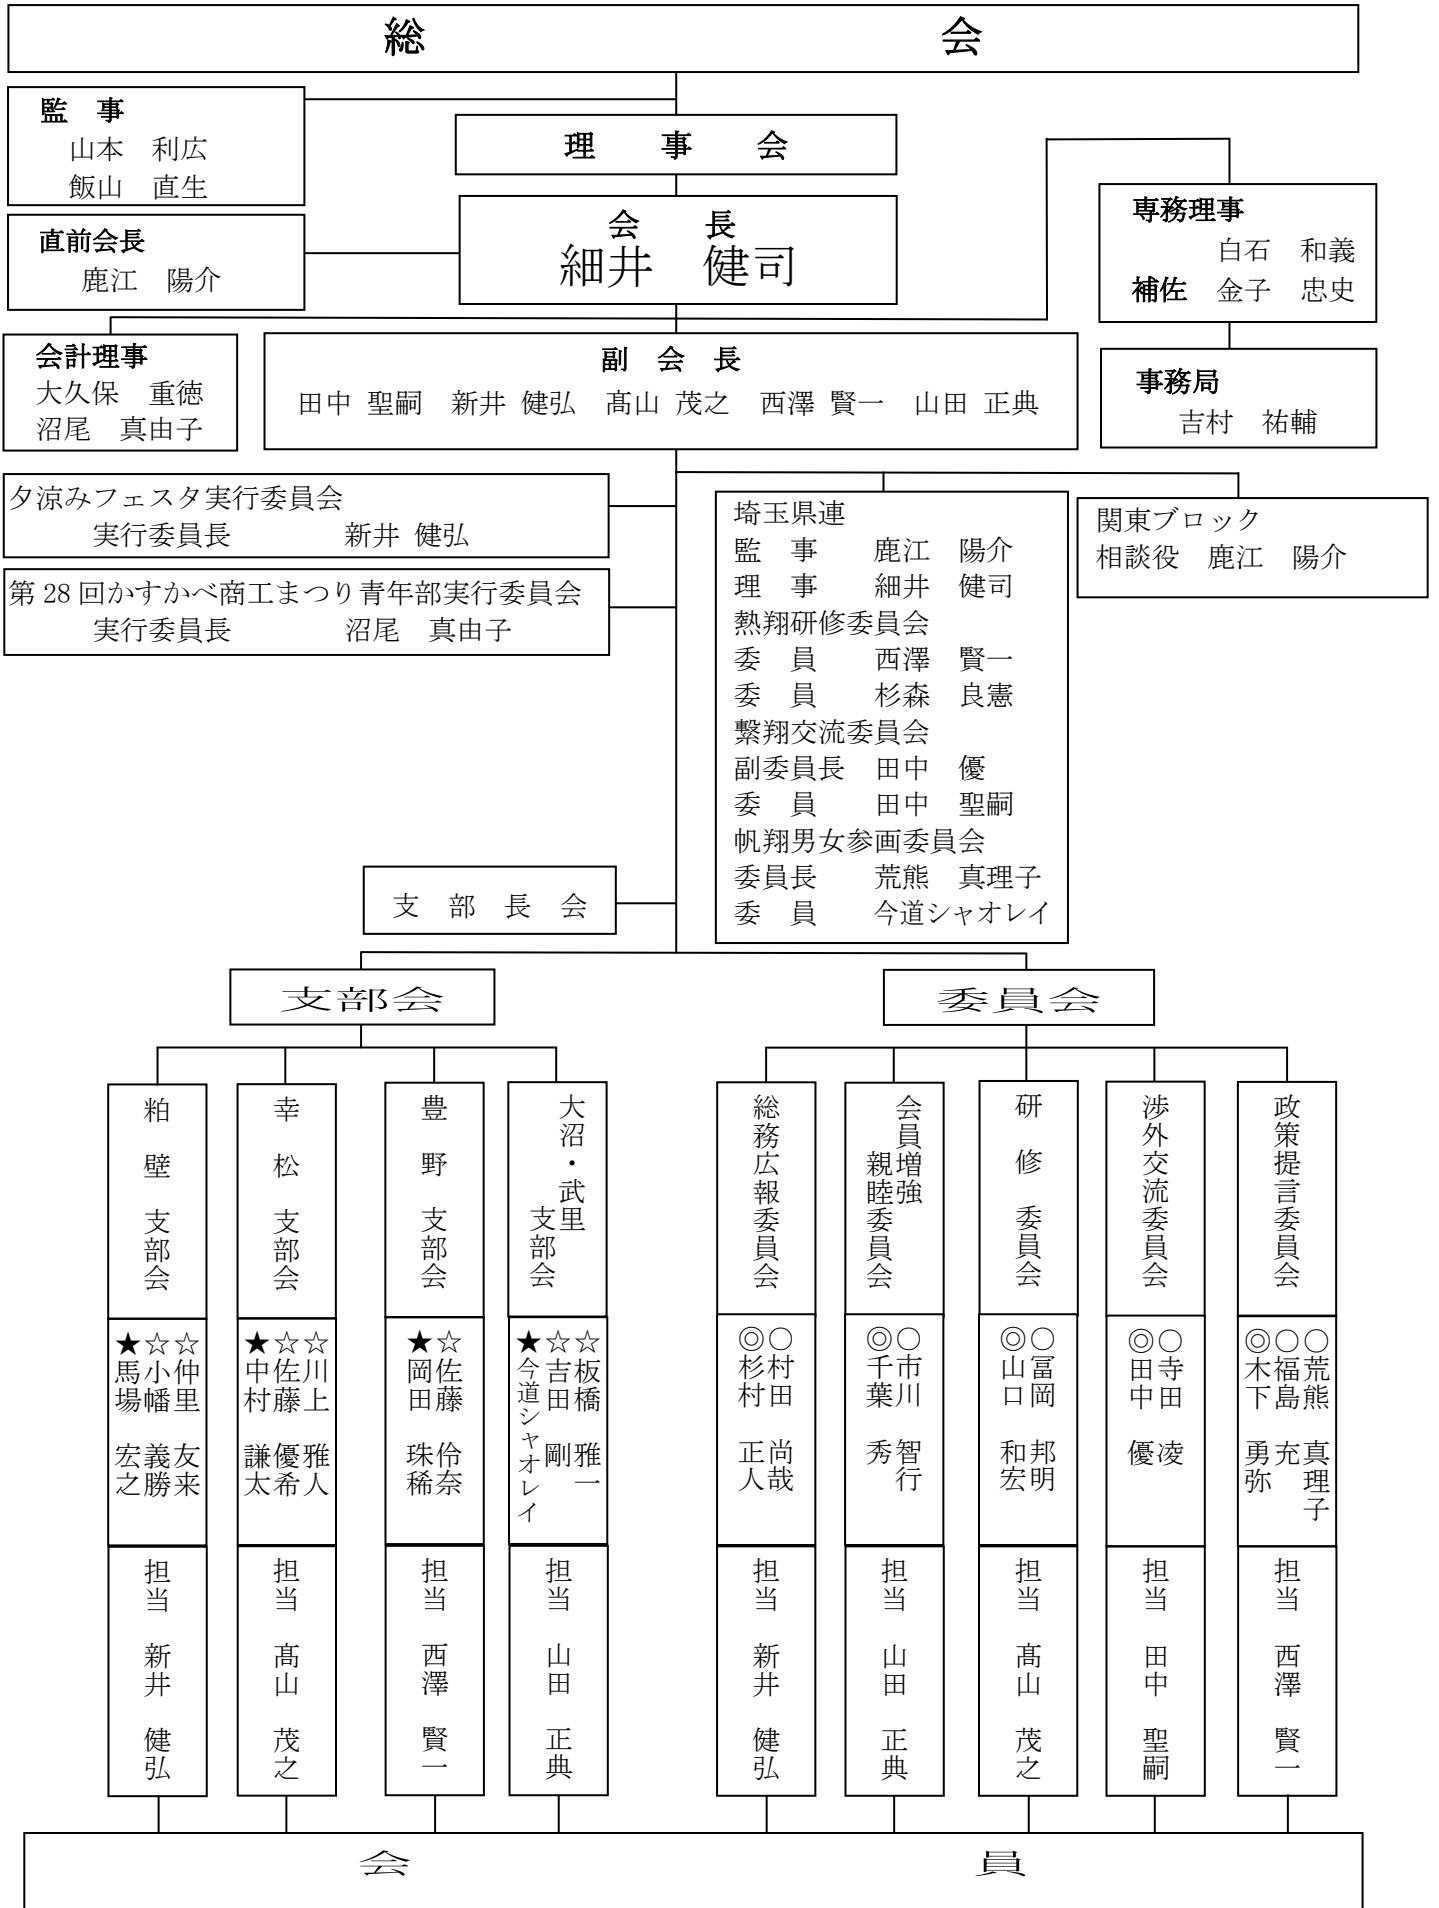 総　会
監　事
山本　利広
飯山　直生
理　事　会
直前会長
鹿江　陽介
会　長
細井　健司
専務理事
白石　和義
補佐　金子　忠史
会計理事
大久保　重徳
沼尾　真由子
副　会　長
田中 聖嗣　新井 健弘　髙山 茂之　西澤 賢一　山田 正典
事務局
吉村　祐輔
夕涼みフェスタ実行委員会
実行委員長　新井 健弘
第28回かすかべ商工まつり青年部実行委員会
実行委員長　沼尾　真由子
埼玉県連
監　事　鹿江　陽介
理　事　細井　健司
熱翔研修委員会
委　員　西澤　賢一
委　員　杉森　良憲
繋翔交流委員会
副委員長　田中　優
委　員　田中　聖嗣
帆翔男女参画委員会
委員長　荒熊　真理子
委　員　今道シャオレイ
関東ブロック
相談役　鹿江　陽介
支　部　長　会
支部会
委員会
粕　壁　支部会
★馬場　宏之
☆小幡　義勝
☆仲里　友来
担当　新井　健弘
幸　松　支部会
★中村　謙太
☆佐藤　優希
☆川上　雅人
担当　髙山　茂之
豊　野　支部会
★岡田　珠稀
☆佐藤　伶奈
担当　西澤　賢一
大沼・武里
支部会
★今道シャオレイ
☆吉田　剛
☆板橋　雅一
担当　山田　正典
総務広報委員会
◎杉村　正人
○村田　尚哉
担当　新井　健弘
会員増強
親睦委員会
◎千葉　秀
○市川　智行
担当　山田　正典
研　修　委員会
◎山口　和宏
○冨岡　邦明
担当　髙山　茂之
渉外交流委員会
◎田中　優
○寺田　凌
担当　田中　聖嗣
政策提言委員会
◎木下　勇弥
○福島　充
○荒熊　真理子
担当　西澤　賢一
会　員